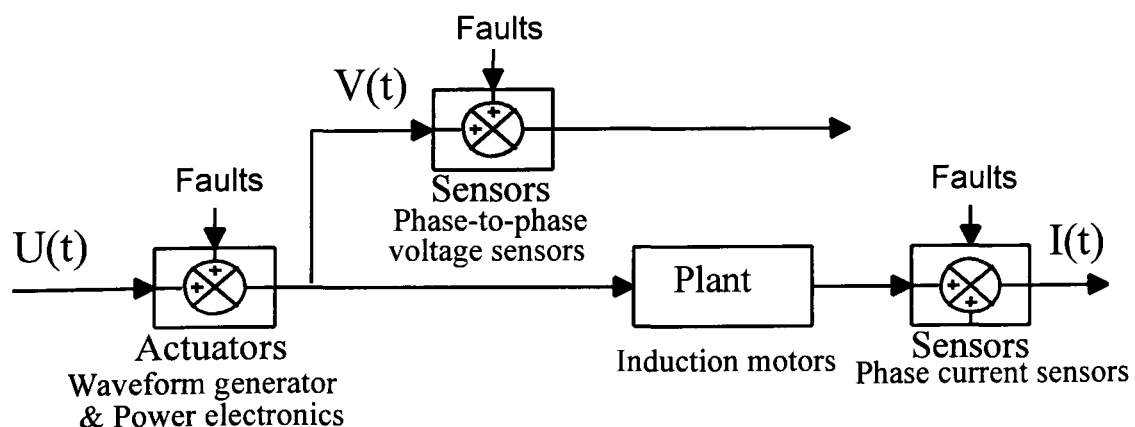 Faults
V(t)
+
+
Sensors
Phase-to-phase
voltage sensors
Faults
U(t)
+
+
Actuators
Waveform generator
& Power electronics
Plant
Induction motors
Faults
I(t)
+
+
Sensors
Phase current sensors